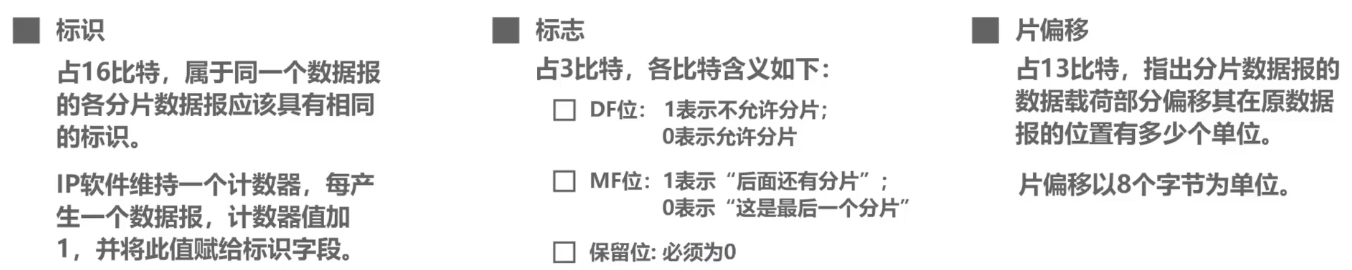 标识
占16比特，属于同一个数据报
的各分片数据报应该具有相同
的标识。
IP软件维持一个计数器，每产
生一个数据报，计数器值加
1，并将此值赋给标识字段。
标志
占3比特，各比特含义如下：
DF位： 1表示不允许分片；
0表示允许分片
MF位：1表示“后面还有分片”；
0表示“这是最后一个分片”
保留位: 必须为0
片偏移
占13比特，指出分片数据报的
数据载荷部分偏移其在原数据
报的位置有多少个单位。
片偏移以8个字节为单位。